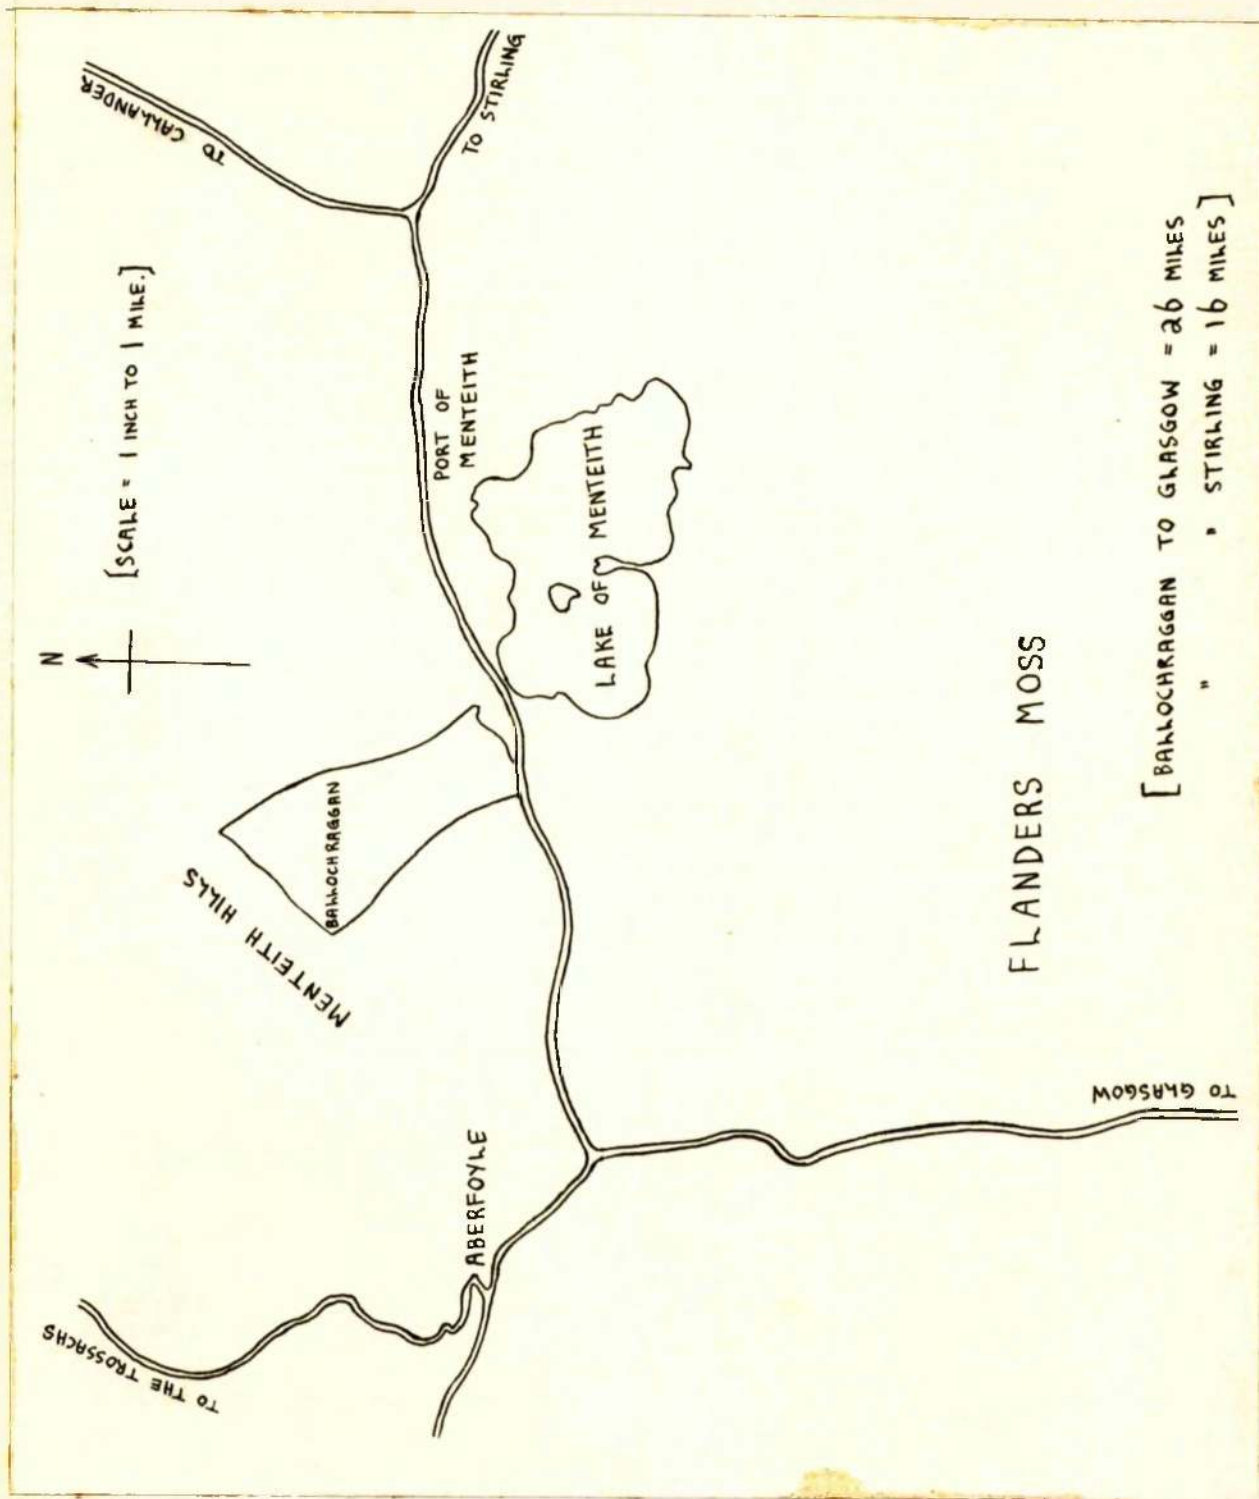 N
TO THE TROSSACHS
[SCALE = 1 INCH TO 1 MILE.]
TO CALLANDER
MENTEITH HILLS
BALLOCHRAGGAN
PORT OF
MENTEITH
ABERFOYLE
TO STIRLING
LAKE OF MENTEITH
FLANDERS MOSS
TO GLASGOW
[BALLOCHRAGGAN TO GLASGOW = 26 MILES
" " STIRLING = 16 MILES]